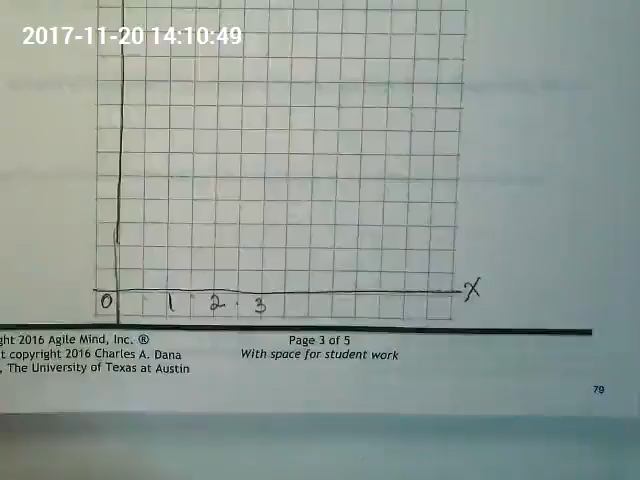 2017-11-20 14:10:49
0 1 2 3 X
ght 2016 Agile Mind, Inc. ®
t copyright 2016 Charles A. Dana
, The University of Texas at Austin
Page 3 of 5
With space for student work
79